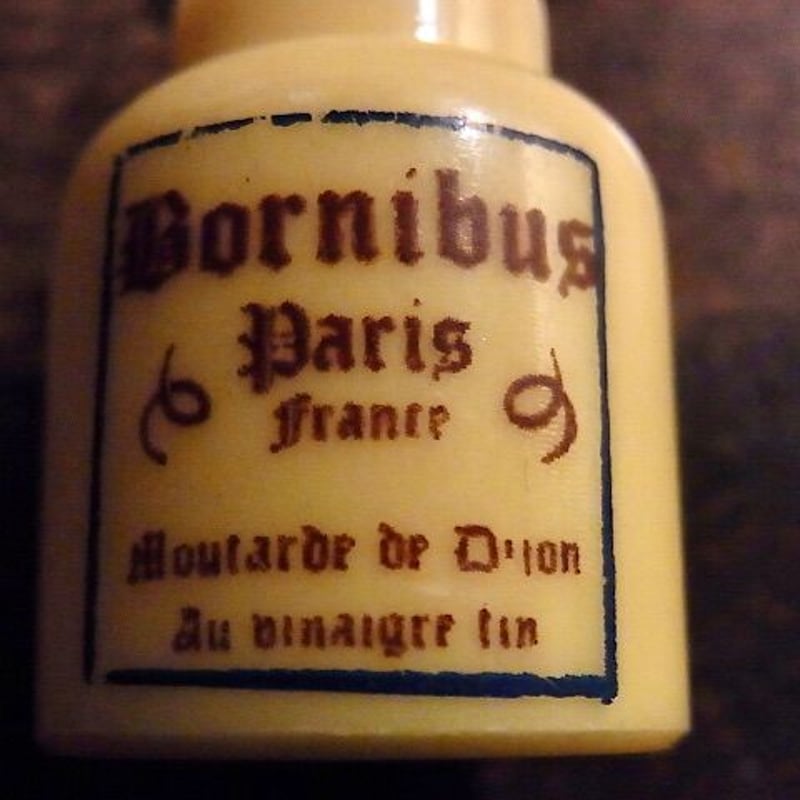 Bornibus
Paris
France
Moutarde de Dijon
Au vinaigre fin